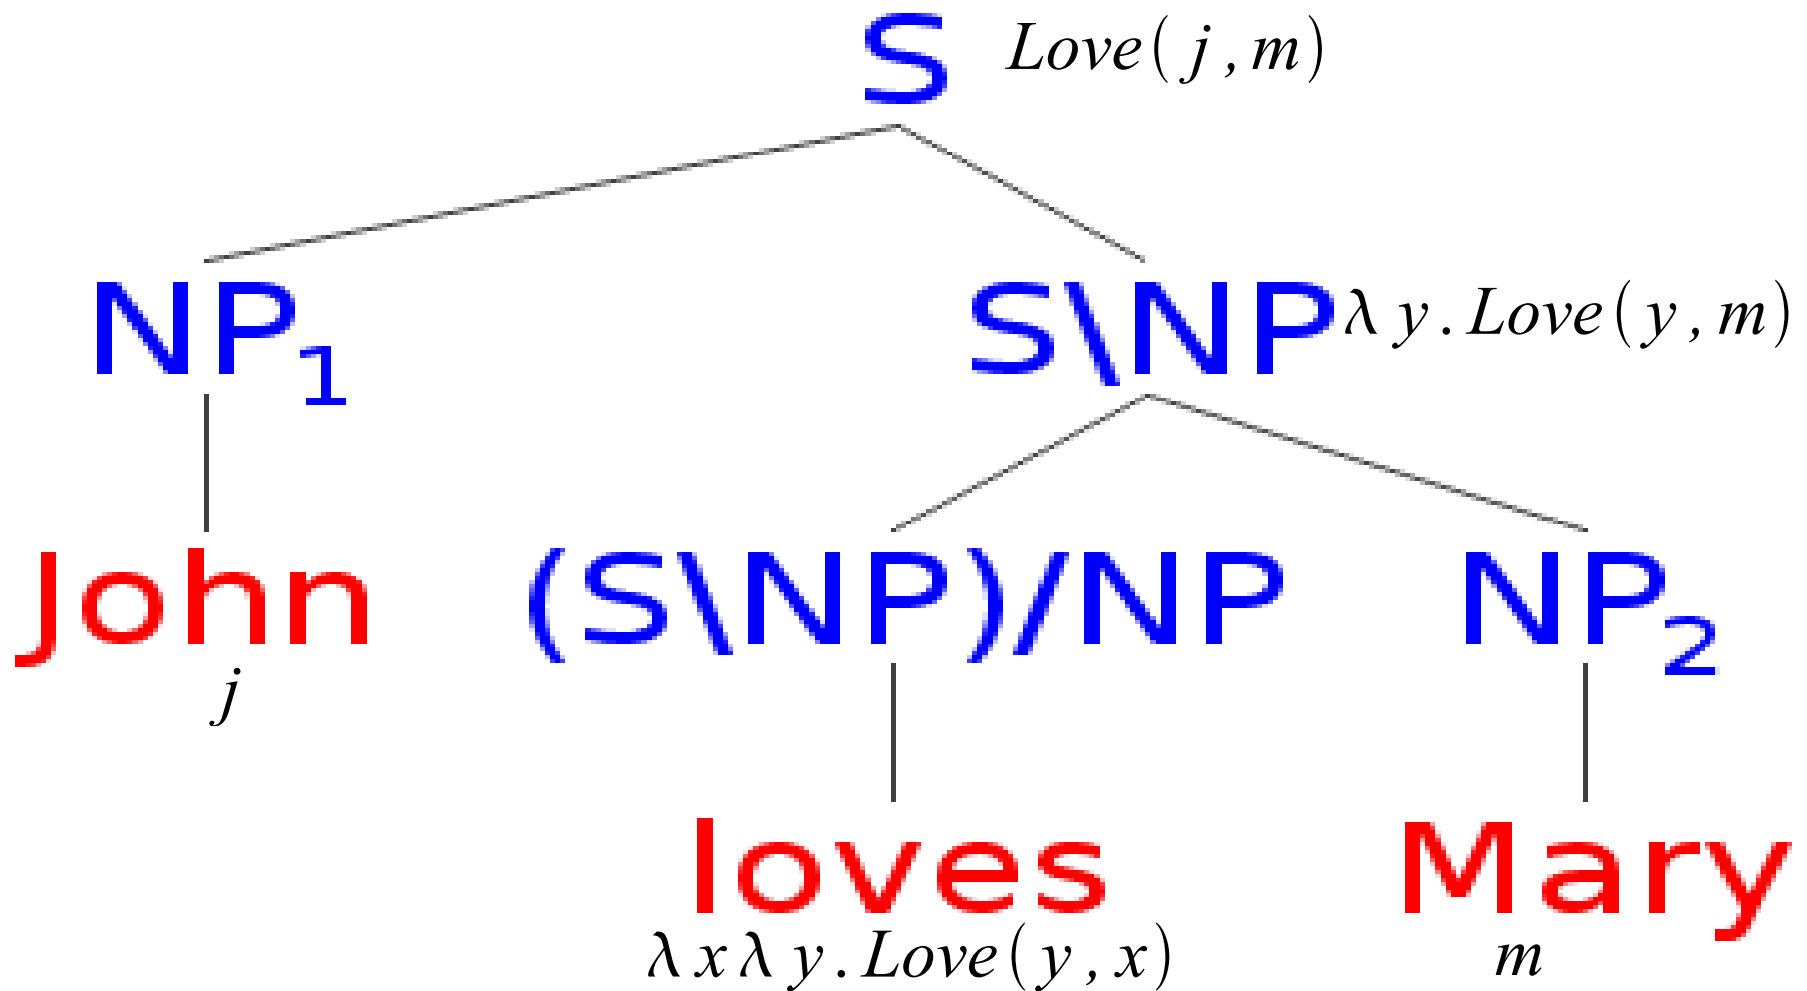 S Love(j,m)
NP1 S\NP λy.Love(y,m)
John (S\NP)/NP NP2
j
loves Mary
λxλy.Love(y,x) m